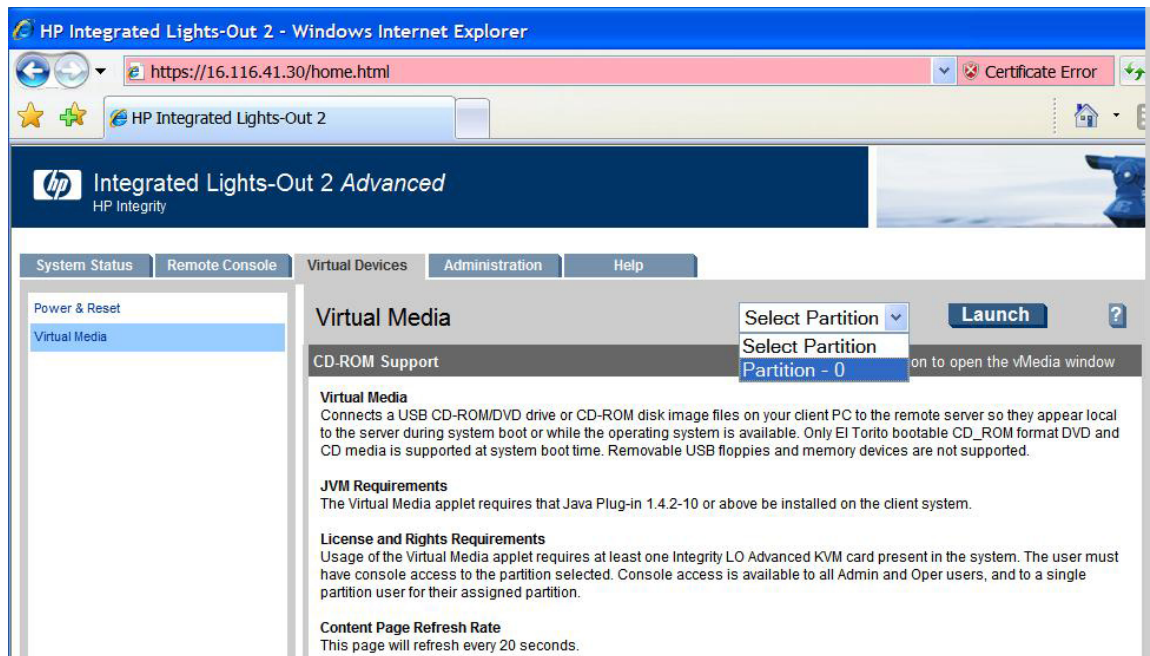 HP Integrated Lights-Out 2 - Windows Internet Explorer
https://16.116.41.30/home.html
Certificate Error
HP Integrated Lights-Out 2
hp
Integrated Lights-Out 2 Advanced
HP Integrity
System Status
Remote Console
Virtual Devices
Administration
Help
Power & Reset
Virtual Media
Virtual Media
Select Partition
Launch
?
Select Partition
Partition - 0
CD-ROM Support
on to open the vMedia window
Virtual Media
Connects a USB CD-ROM/DVD drive or CD-ROM disk image files on your client PC to the remote server so they appear local
to the server during system boot or while the operating system is available. Only El Torito bootable CD_ROM format DVD and
CD media is supported at system boot time. Removable USB floppies and memory devices are not supported.
JVM Requirements
The Virtual Media applet requires that Java Plug-in 1.4.2-10 or above be installed on the client system.
License and Rights Requirements
Usage of the Virtual Media applet requires at least one Integrity LO Advanced KVM card present in the system. The user must
have console access to the partition selected. Console access is available to all Admin and Oper users, and to a single
partition user for their assigned partition.
Content Page Refresh Rate
This page will refresh every 20 seconds.